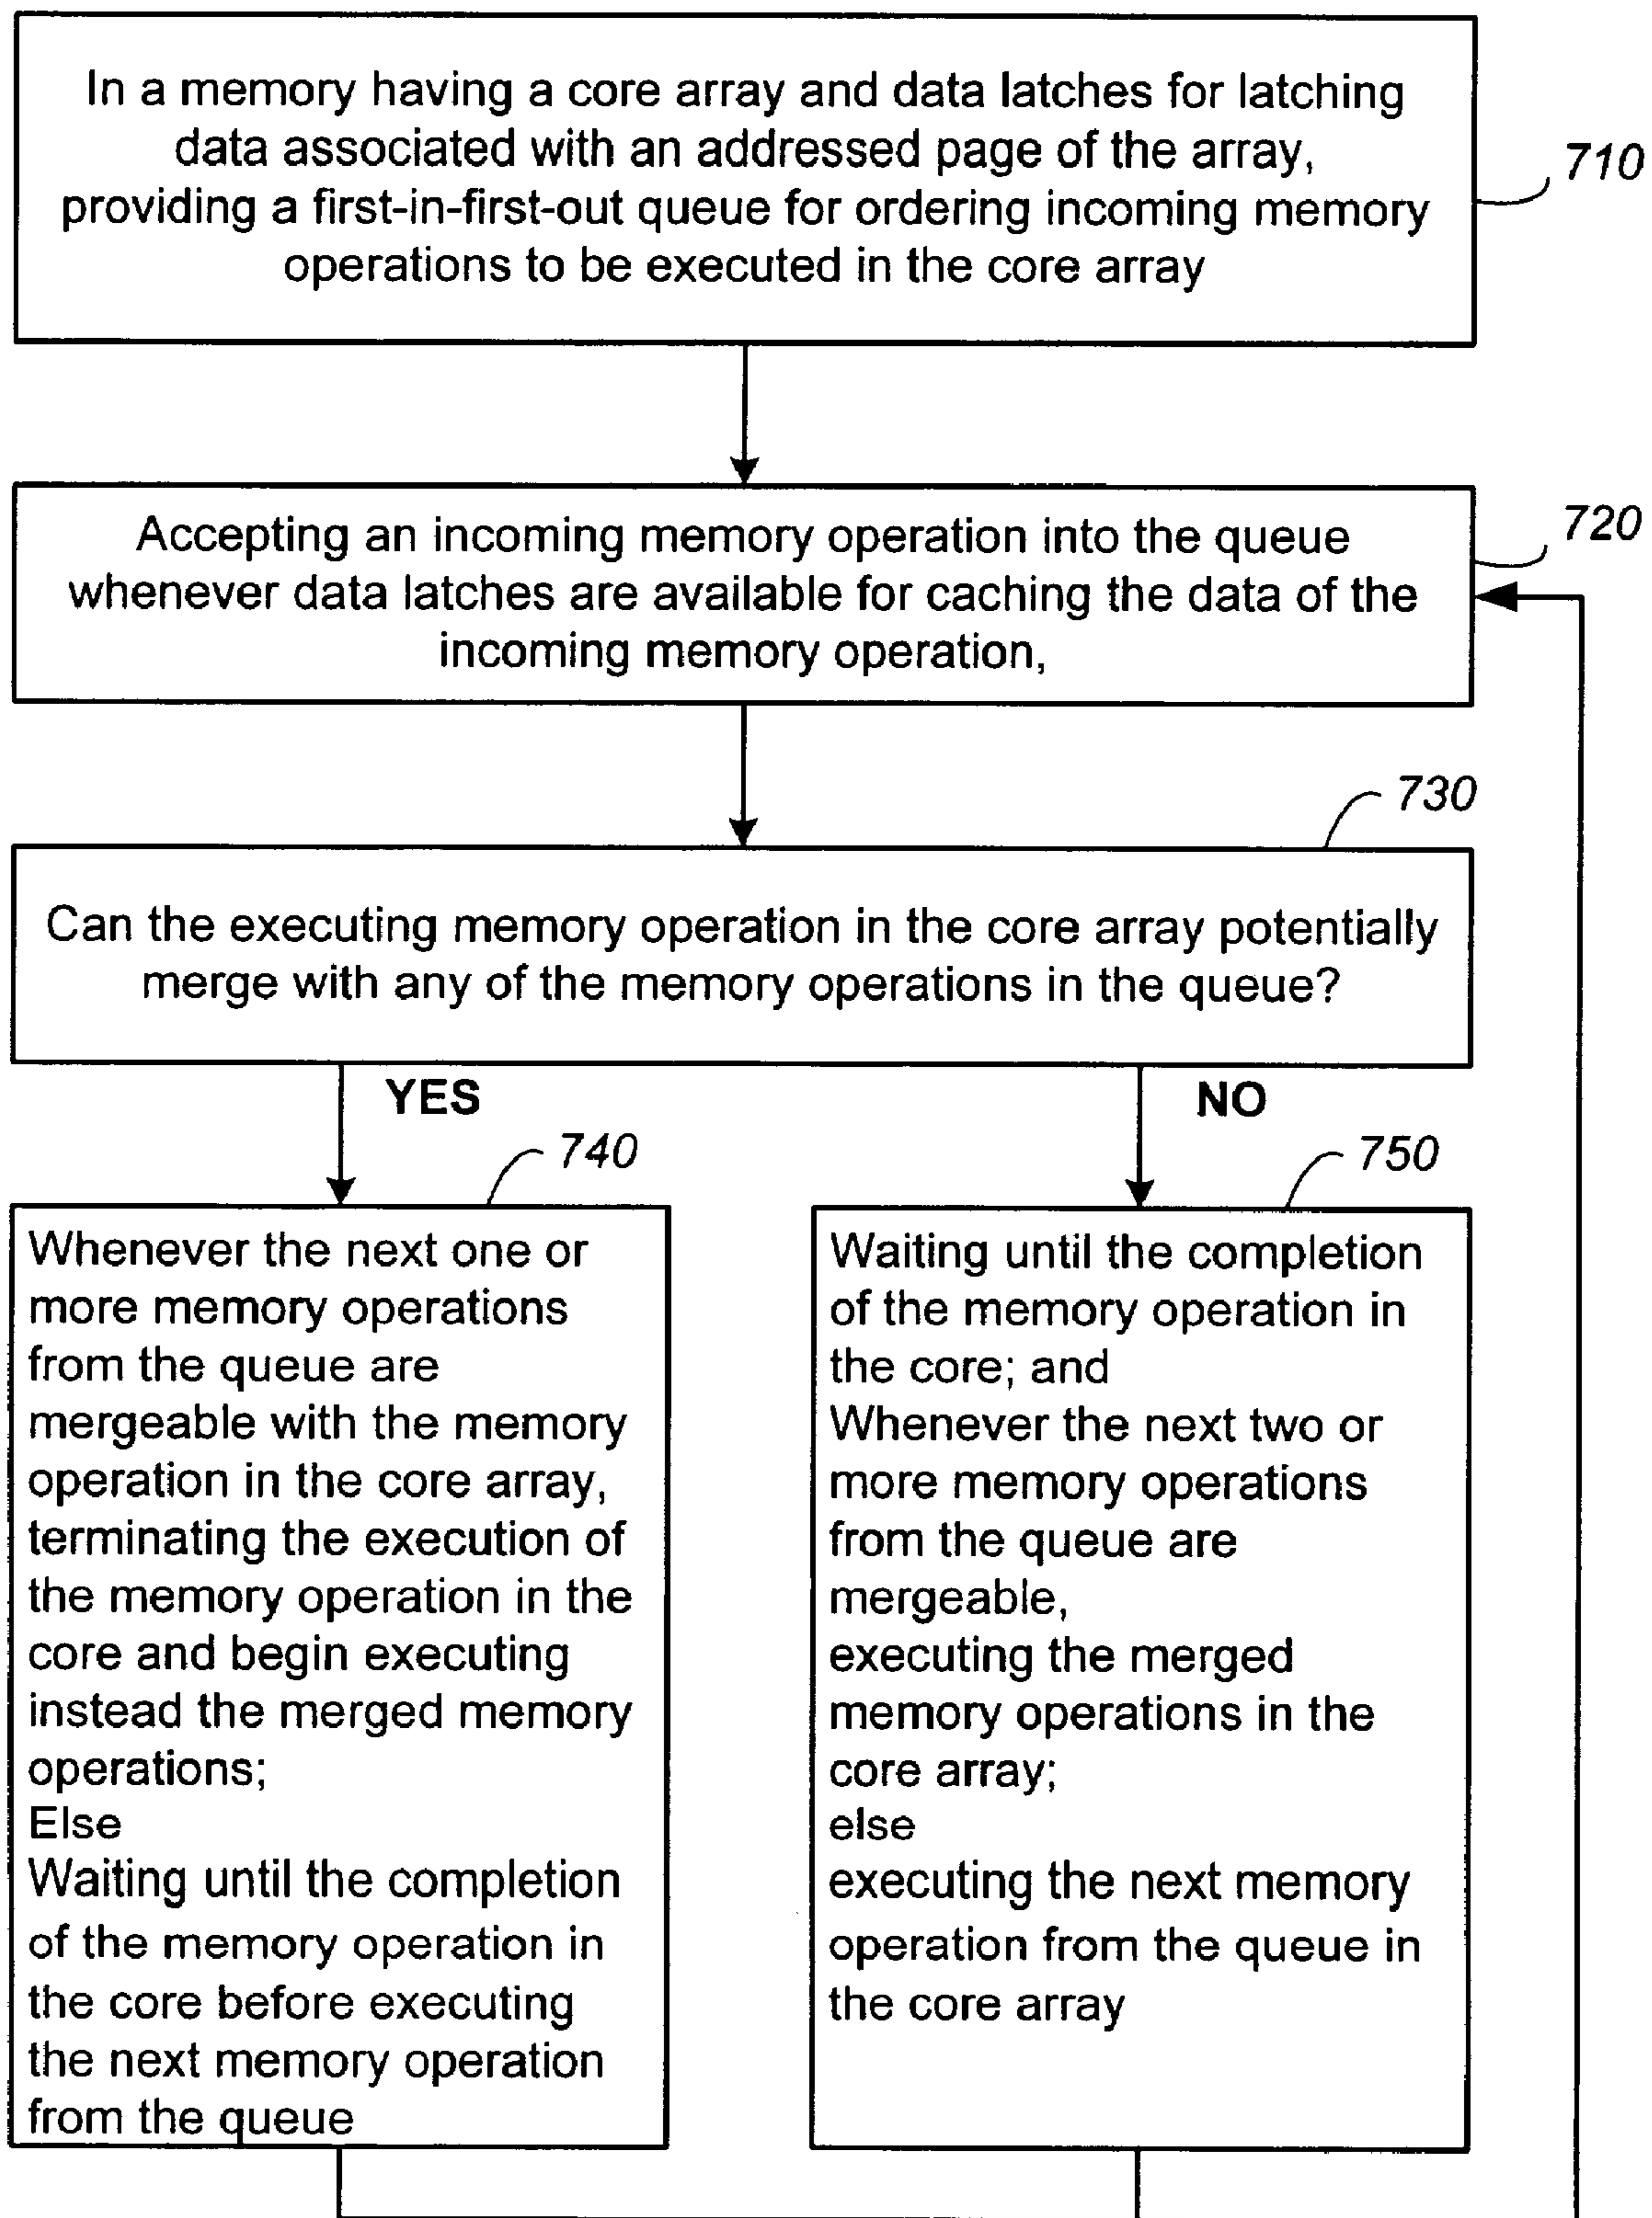 In a memory having a core array and data latches for latching
data associated with an addressed page of the array,
providing a first-in-first-out queue for ordering incoming memory
operations to be executed in the core array
710
Accepting an incoming memory operation into the queue
whenever data latches are available for caching the data of the
incoming memory operation,
720
730
Can the executing memory operation in the core array potentially
merge with any of the memory operations in the queue?
YES
NO
740
750
Whenever the next one or
more memory operations
from the queue are
mergeable with the memory
operation in the core array,
terminating the execution of
the memory operation in the
core and begin executing
instead the merged memory
operations;
Else
Waiting until the completion
of the memory operation in
the core before executing
the next memory operation
from the queue
Waiting until the completion
of the memory operation in
the core; and
Whenever the next two or
more memory operations
from the queue are
mergeable,
executing the merged
memory operations in the
core array;
else
executing the next memory
operation from the queue in
the core array